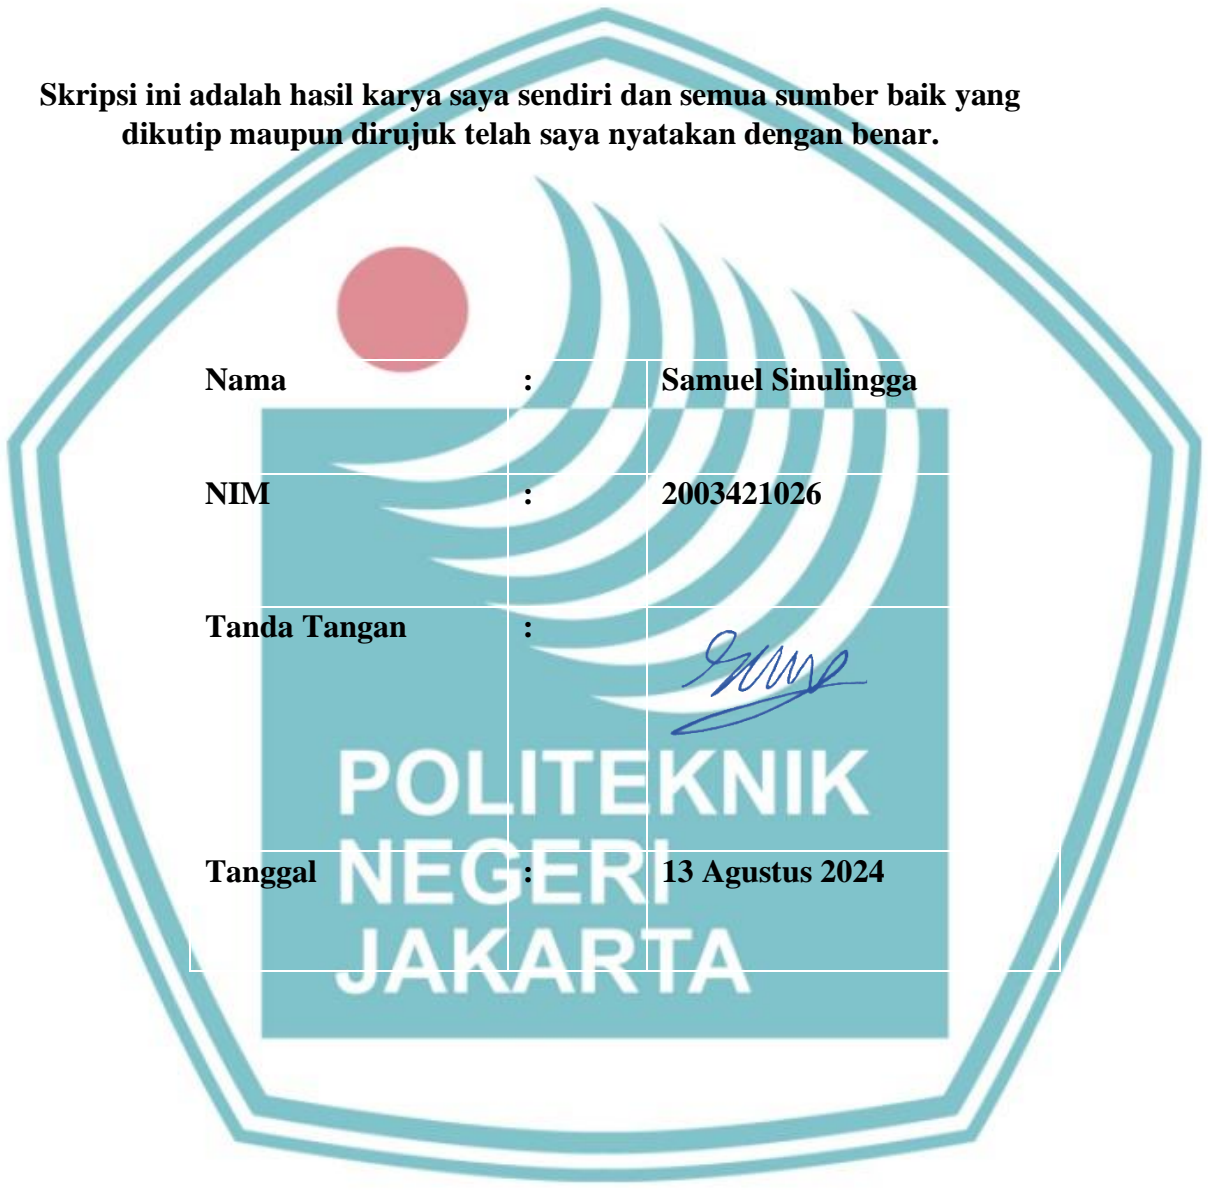 Skripsi ini adalah hasil karya saya sendiri dan semua sumber baik yang
dikutip maupun dirujuk telah saya nyatakan dengan benar.
Nama : Samuel Sinulingga
NIM : 2003421026
Tanda Tangan :
POLITEKNIK
NEGERI
JAKARTA
Tanggal : 13 Agustus 2024